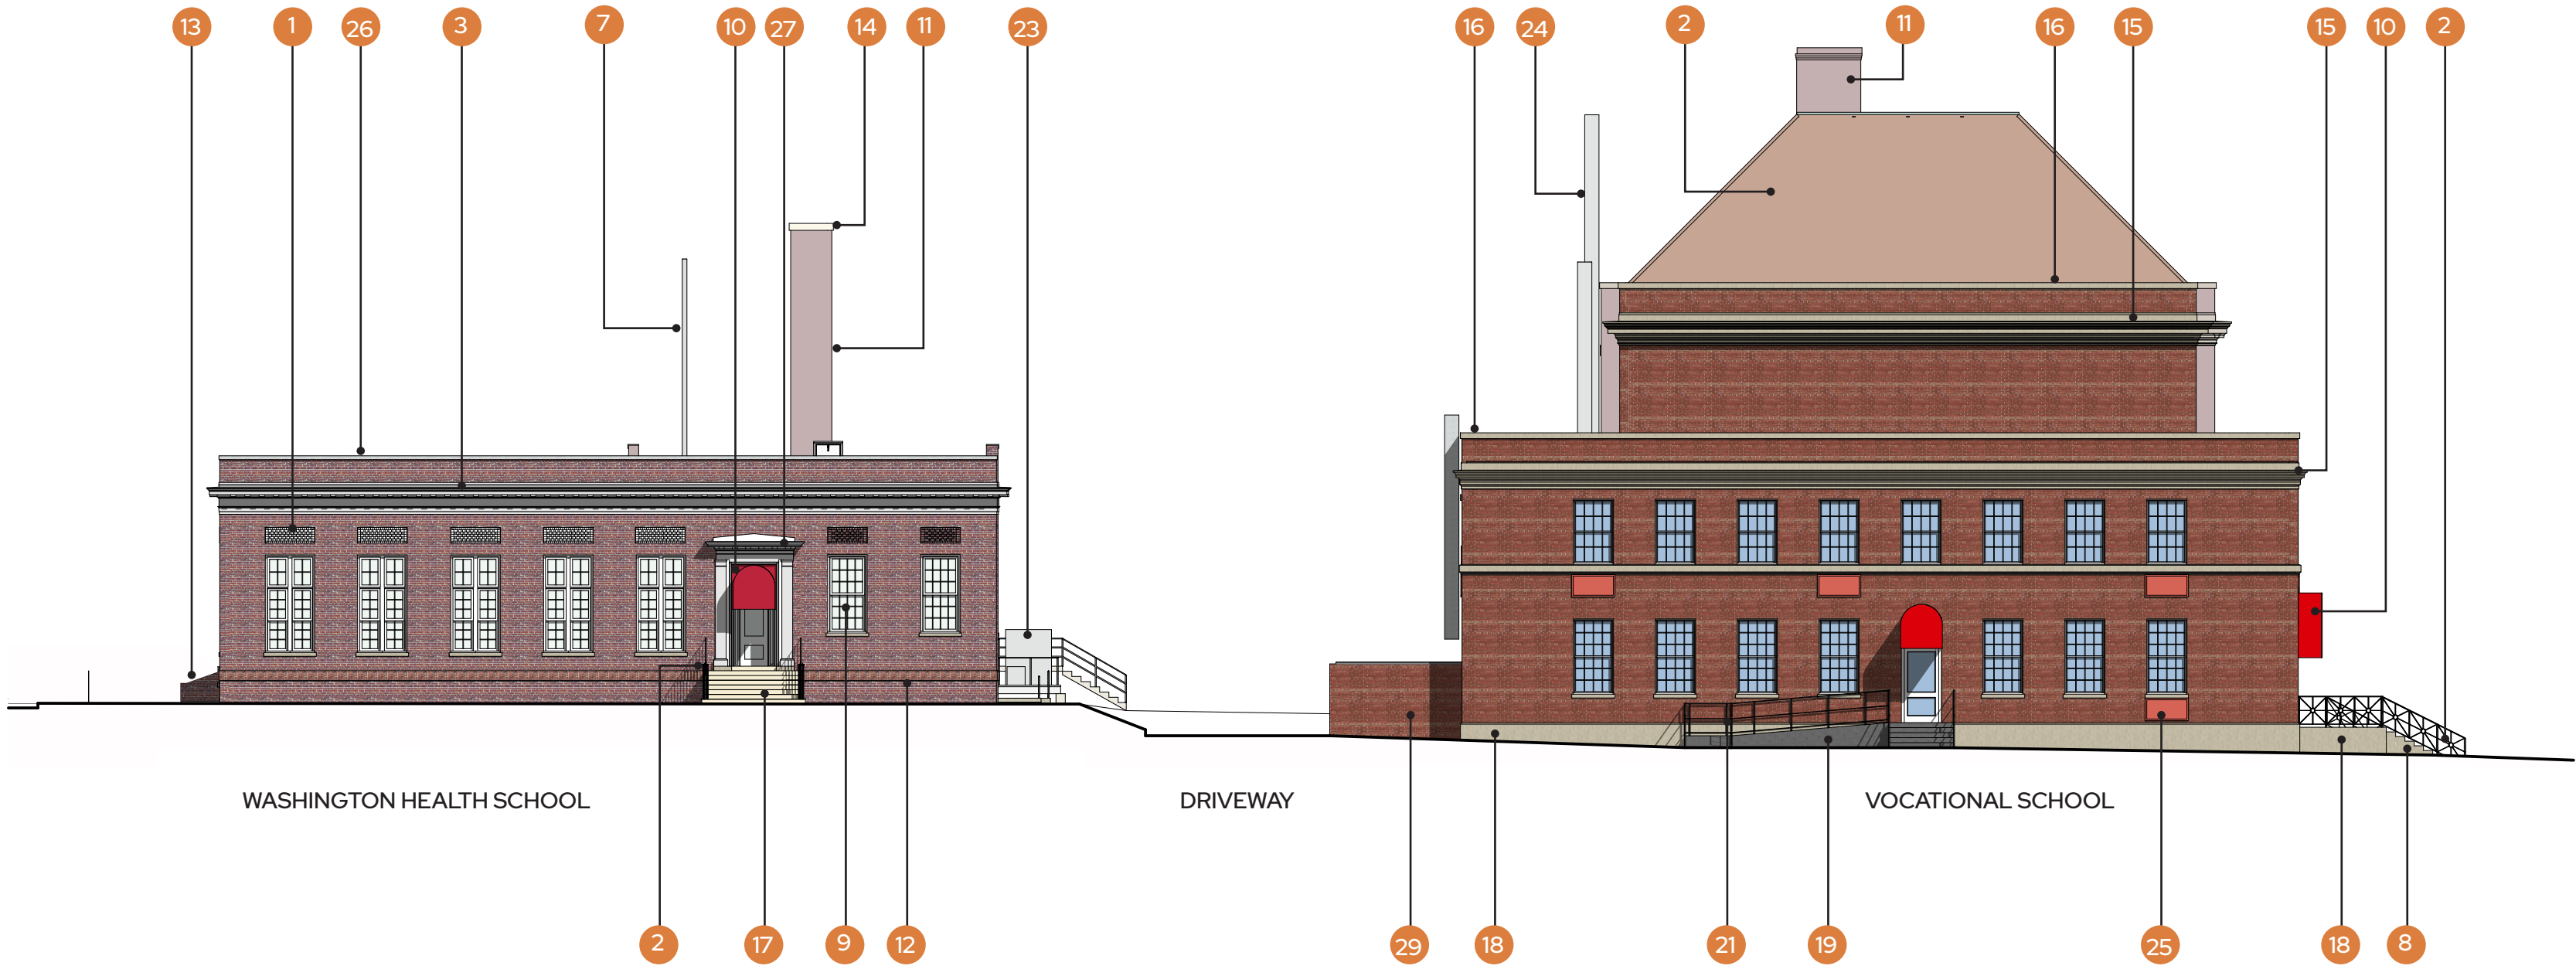 13 1 26 3 7 10 27 14 11 23 16 24 2 11 16 15 15 10 2
WASHINGTON HEALTH SCHOOL DRIVEWAY VOCATIONAL SCHOOL
2 17 9 12 29 18 21 19 25 18 8